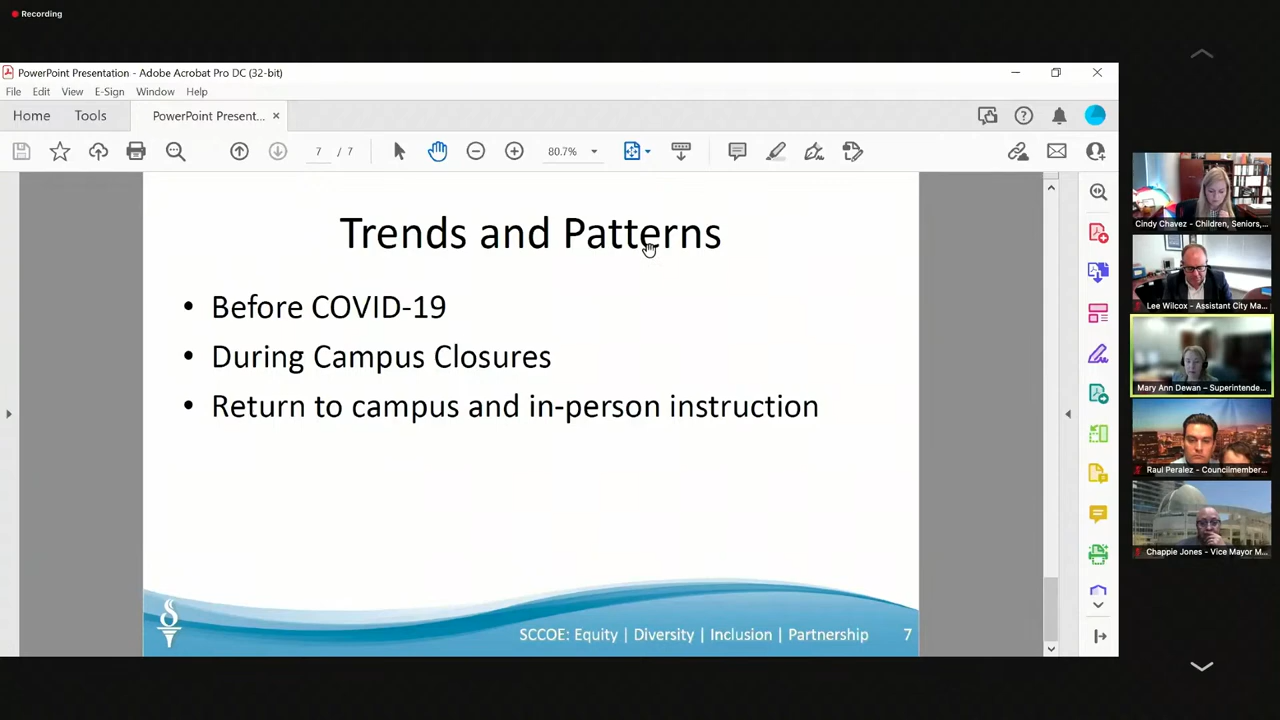 Recording
PowerPoint Presentation - Adobe Acrobat Pro DC (32-bit)
File Edit View E-Sign Window Help
Home Tools PowerPoint Present... ×
7 / 7 80.7%
Trends and Patterns
• Before COVID-19
• During Campus Closures
• Return to campus and in-person instruction
SCCOE: Equity | Diversity | Inclusion | Partnership 7
Cindy Chavez - Children, Seniors,...
Lee Wilcox - Assistant City Ma...
Mary Ann Dewan – Superintende...
Raul Peralez - Councilmember...
Chappie Jones - Vice Mayor M...